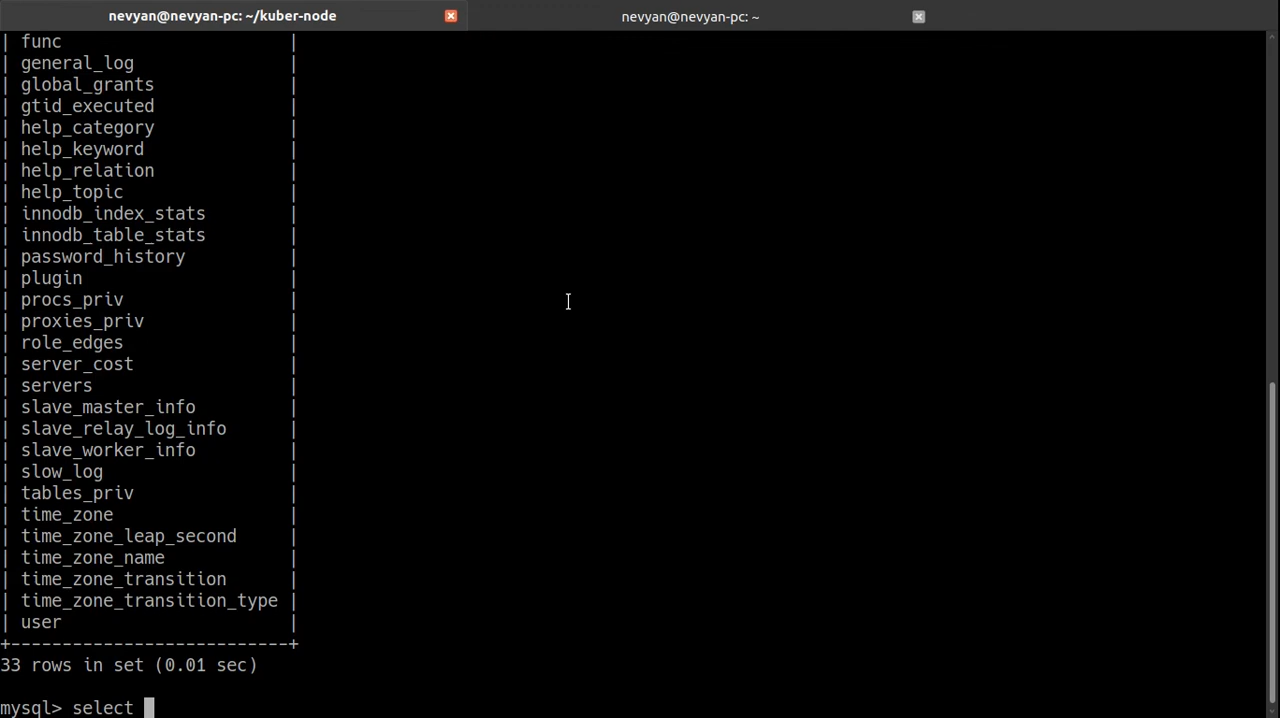 nevyan@nevyan-pc: ~/kuber-node
nevyan@nevyan-pc: ~
| func |
| general_log |
| global_grants |
| gtid_executed |
| help_category |
| help_keyword |
| help_relation |
| help_topic |
| innodb_index_stats |
| innodb_table_stats |
| password_history |
| plugin |
| procs_priv |
| proxies_priv |
| role_edges |
| server_cost |
| servers |
| slave_master_info |
| slave_relay_log_info |
| slave_worker_info |
| slow_log |
| tables_priv |
| time_zone |
| time_zone_leap_second |
| time_zone_name |
| time_zone_transition |
| time_zone_transition_type |
| user |
+---------------------------+
33 rows in set (0.01 sec)
mysql> select